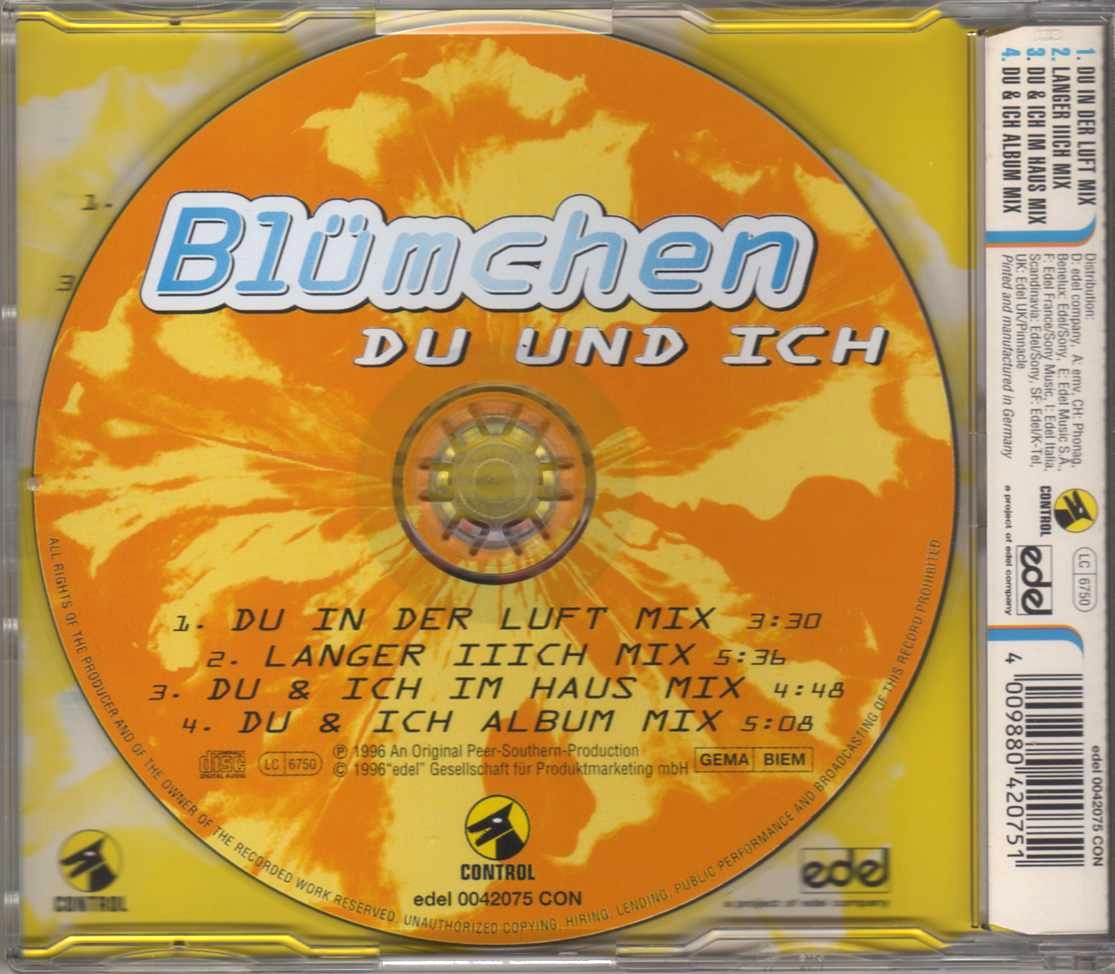 Blümchen
DU UND ICH
1. DU IN DER LUFT MIX 3:30
2. LANGER IIICH MIX 5:36
3. DU & ICH IM HAUS MIX 4:48
4. DU & ICH ALBUM MIX 5:08
COMPACT
disc
DIGITAL AUDIO
LC 6750
℗ 1996 An Original Peer-Southern-Production
© 1996"edel" Gesellschaft für Produktmarketing mbH
GEMA BIEM
CONTROL
edel 0042075 CON
ALL RIGHTS OF THE PRODUCER AND OF THE OWNER OF THE RECORDED WORK RESERVED. UNAUTHORIZED COPYING, HIRING, LENDING, PUBLIC PERFORMANCE AND BROADCASTING OF THIS RECORD PROHIBITED
1.
3
CONTROL
edel
a project of edel company
1. DU IN DER LUFT MIX
2. LANGER IIICH MIX
3. DU & ICH IM HAUS MIX
4. DU & ICH ALBUM MIX
Distribution:
D: edel company, A: emv, CH: Phonag,
Benelux: Edel/Sony, E: Edel Music S.A.,
F: Edel France/Sony Music, I: Edel Italia,
Scandinavia: Edel/Sony, SF: Edel/K-Tel,
UK: Edel UK/Pinnacle
Pinted and manufactured in Germany
CONTROL
a project of edel company
edel
LC 6750
4 009880 420751
edel 0042075 CON